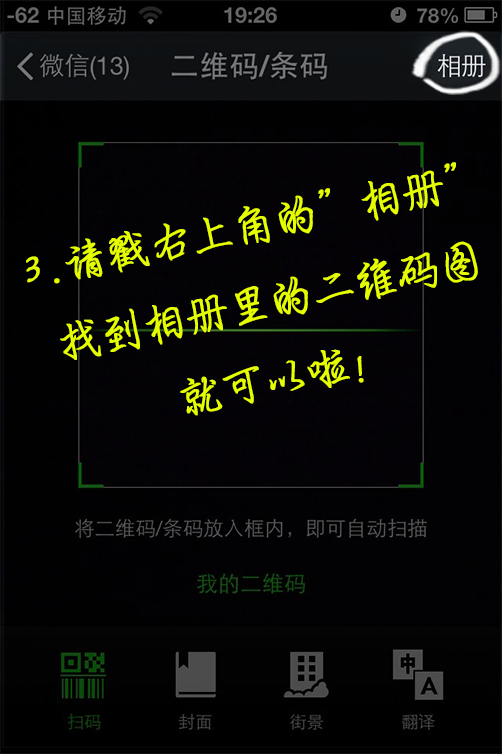 -62 中国移动 19:26 78%
微信(13) 二维码/条码 相册
3.请戳右上角的”相册”
找到相册里的二维码图
就可以啦!
将二维码/条码放入框内，即可自动扫描
我的二维码
扫码 封面 街景 翻译
中 A